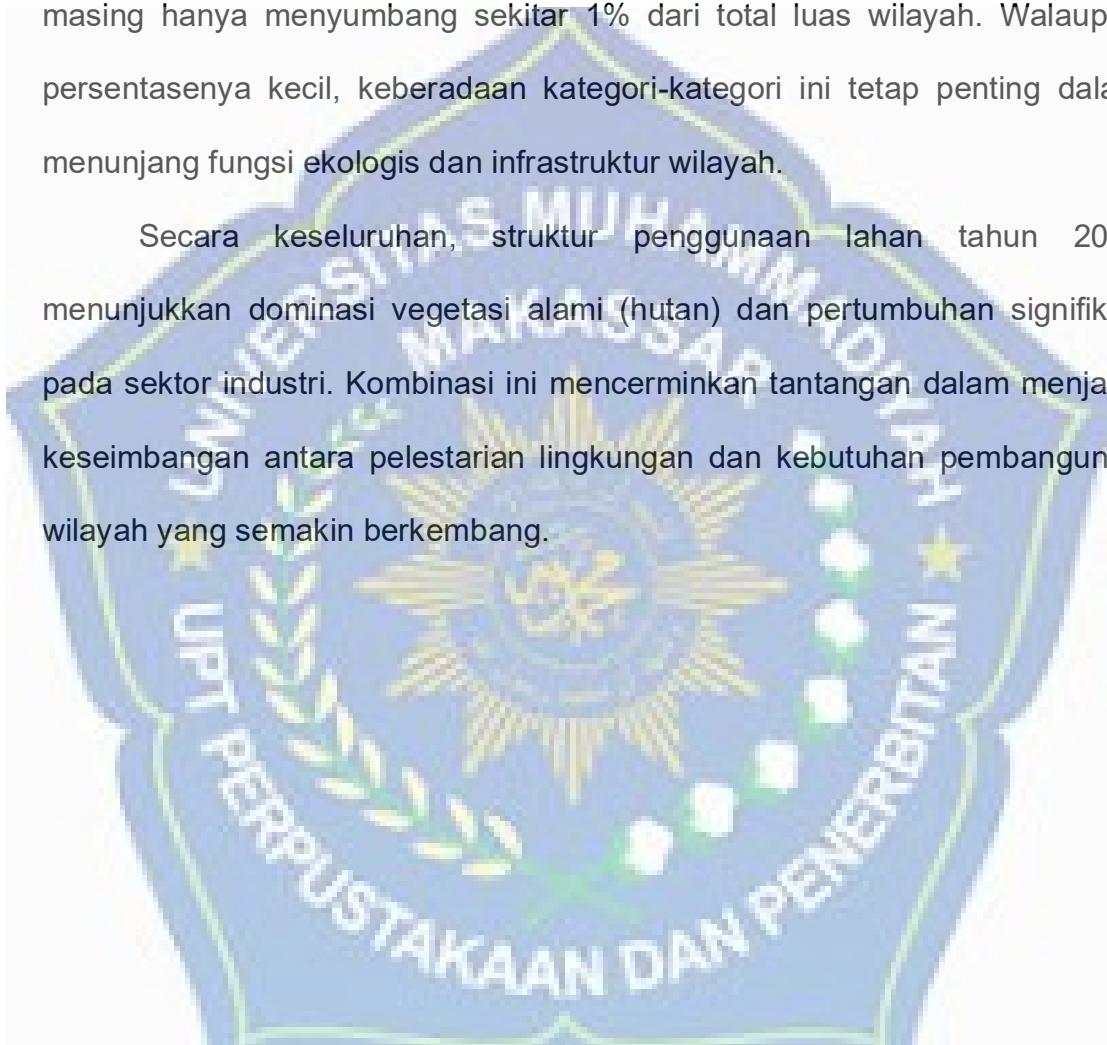 masing hanya menyumbang sekitar 1% dari total luas wilayah. Walaup
persentasenya kecil, keberadaan kategori-kategori ini tetap penting dala
menunjang fungsi ekologis dan infrastruktur wilayah.
Secara keseluruhan, struktur penggunaan lahan tahun 20
menunjukkan dominasi vegetasi alami (hutan) dan pertumbuhan signifik
pada sektor industri. Kombinasi ini mencerminkan tantangan dalam menja
keseimbangan antara pelestarian lingkungan dan kebutuhan pembangun
wilayah yang semakin berkembang.
UNIVERSITAS MUHAMMADIYAH
MAKASSAR
UPT PERPUSTAKAAN DAN PENERBITAN